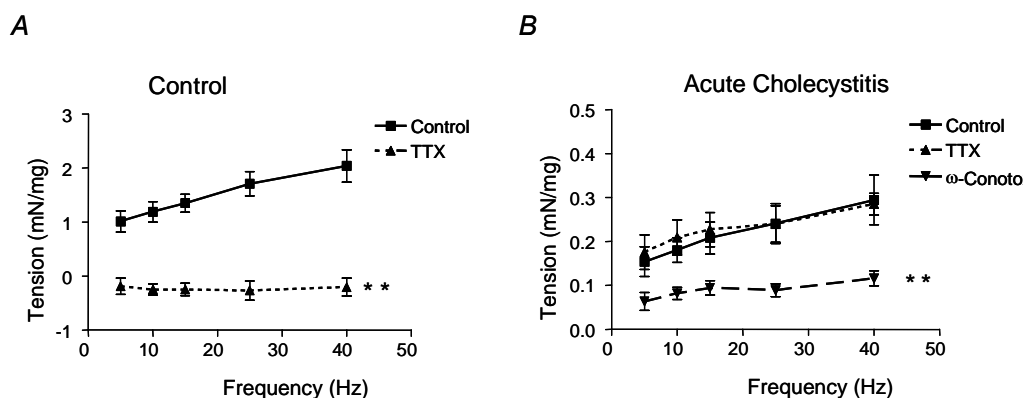 A
Control
3
2
1
0
-1
Tension (mN/mg)
0
10
20
30
40
50
Frequency (Hz)
Control
TTX
* *
B
Acute Cholecystitis
0.5
0.4
0.3
0.2
0.1
0.0
Tension (mN/mg)
0
10
20
30
40
50
Frequency (Hz)
Control
TTX
ω-Conoto
* *